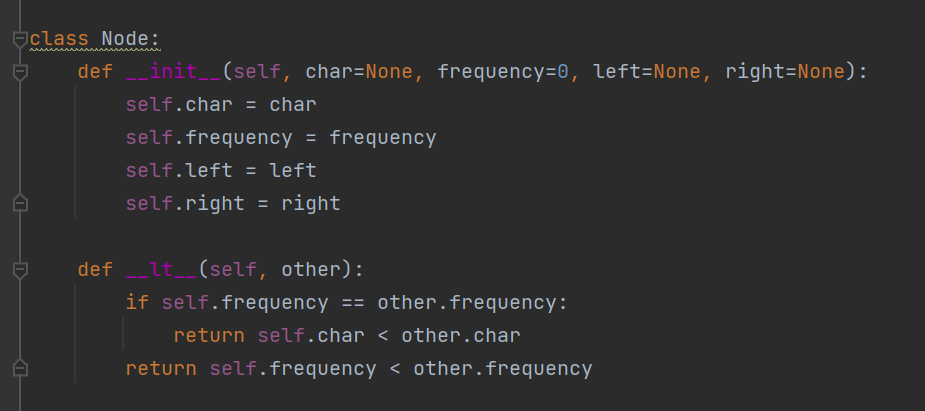 class Node:
    def __init__(self, char=None, frequency=0, left=None, right=None):
        self.char = char
        self.frequency = frequency
        self.left = left
        self.right = right

    def __lt__(self, other):
        if self.frequency == other.frequency:
            return self.char < other.char
        return self.frequency < other.frequency